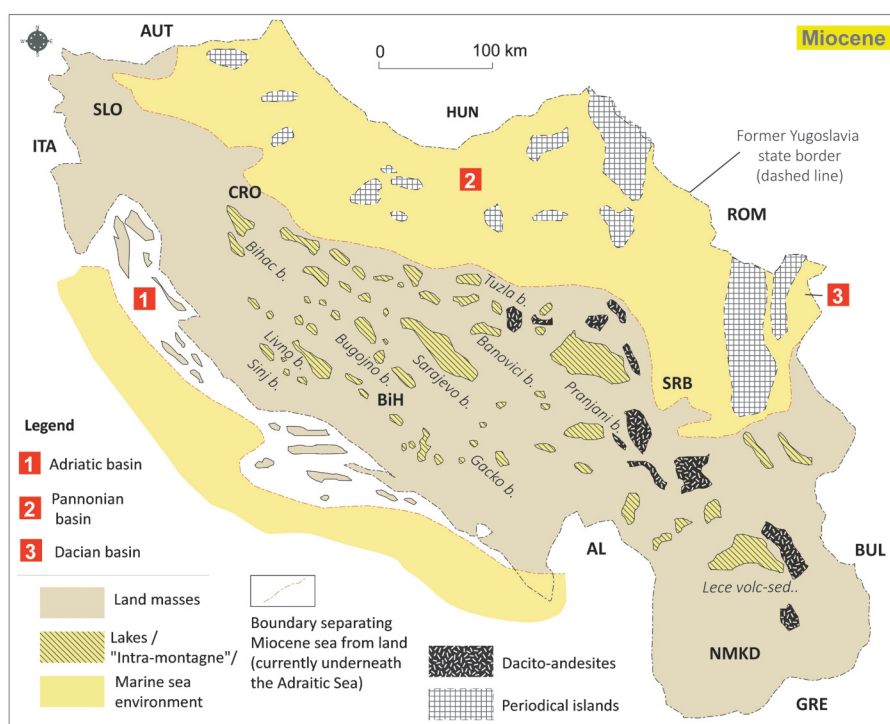 Miocene
N
W
E
S
AUT
0 100 km
HUN
SLO
ITA
Former Yugoslavia
state border
(dashed line)
2
CRO
ROM
Bihac b.
Tuzla b.
1
3
Livno b.
Sinj b.
Bugojno b.
Sarajevo b.
Banovici b.
Pranjani b.
SRB
BiH
Gacko b.
Legend
1 Adriatic basin
2 Pannonian
basin
3 Dacian basin
AL
BUL
Lece volc-sed..
NMKD
GRE
Land masses
Lakes /
"Intra-montagne"/
Marine sea
environment
Boundary separating
Miocene sea from land
(currently underneath
the Adraitic Sea)
Dacito-andesites
Periodical islands